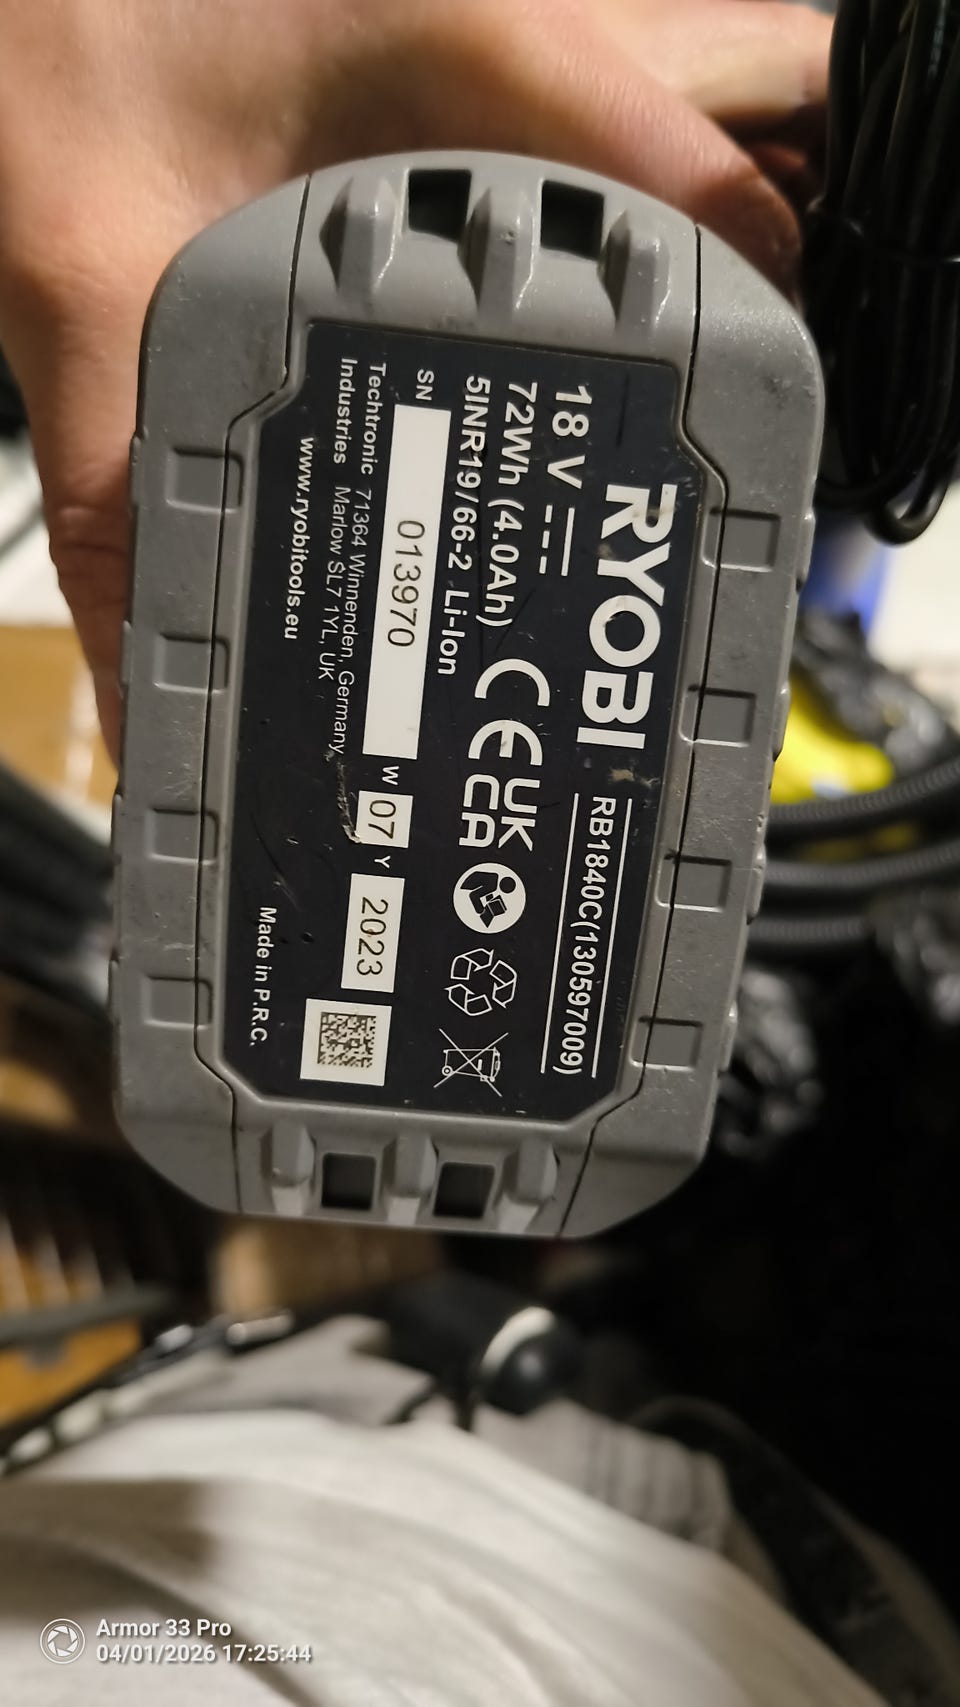 RYOBI
RB1840C(130597009)
18 V
72Wh (4.0Ah)
5INR19/66-2 Li-Ion
CE
UK
CA
SN 013970 W 07 Y 2023
Techtronic 71364 Winnenden, Germany
Industries Marlow SL7 1YL, UK
www.ryobitools.eu
Made in P.R.C.
Armor 33 Pro
04/01/2026 17:25:44